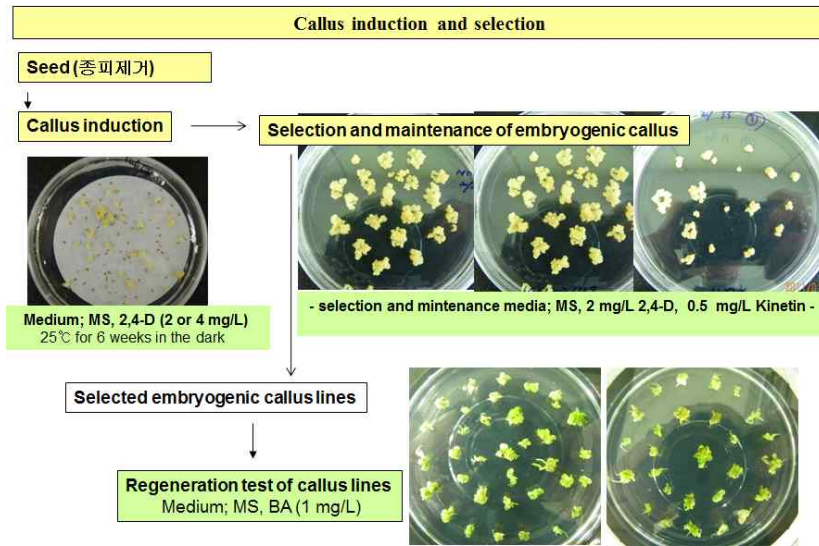 Callus induction and selection
Seed (종피제거)
Callus induction
Selection and maintenance of embryogenic callus
Medium; MS, 2,4-D (2 or 4 mg/L)
25℃ for 6 weeks in the dark
- selection and mintenance media; MS, 2 mg/L 2,4-D, 0.5 mg/L Kinetin -
Selected embryogenic callus lines
Regeneration test of callus lines
Medium; MS, BA (1 mg/L)